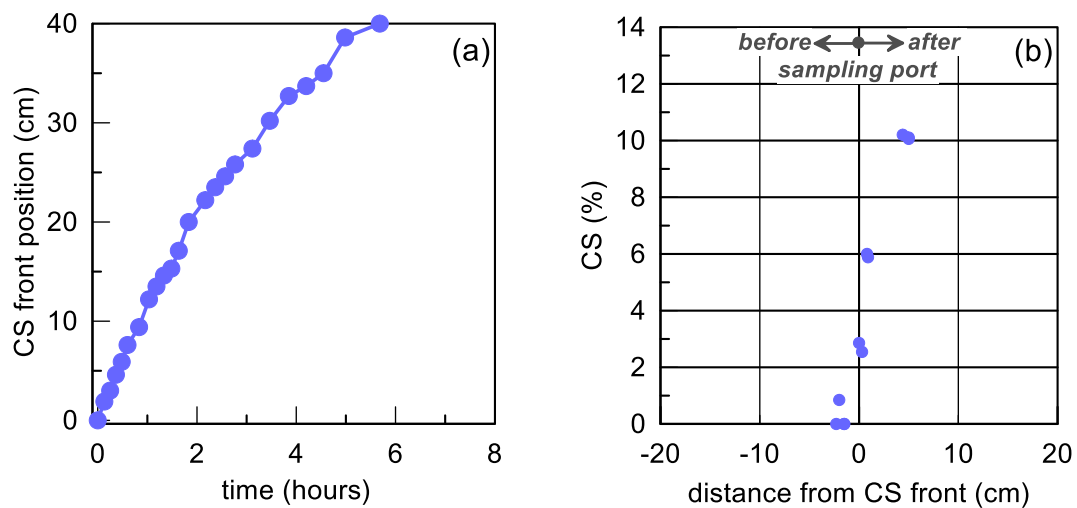 40
30
20
10
0
CS front position (cm)
(a)
0 2 4 6 8
time (hours)
14
12
10
8
6
4
2
0
CS (%)
before after
sampling port
(b)
-20 -10 0 10 20
distance from CS front (cm)